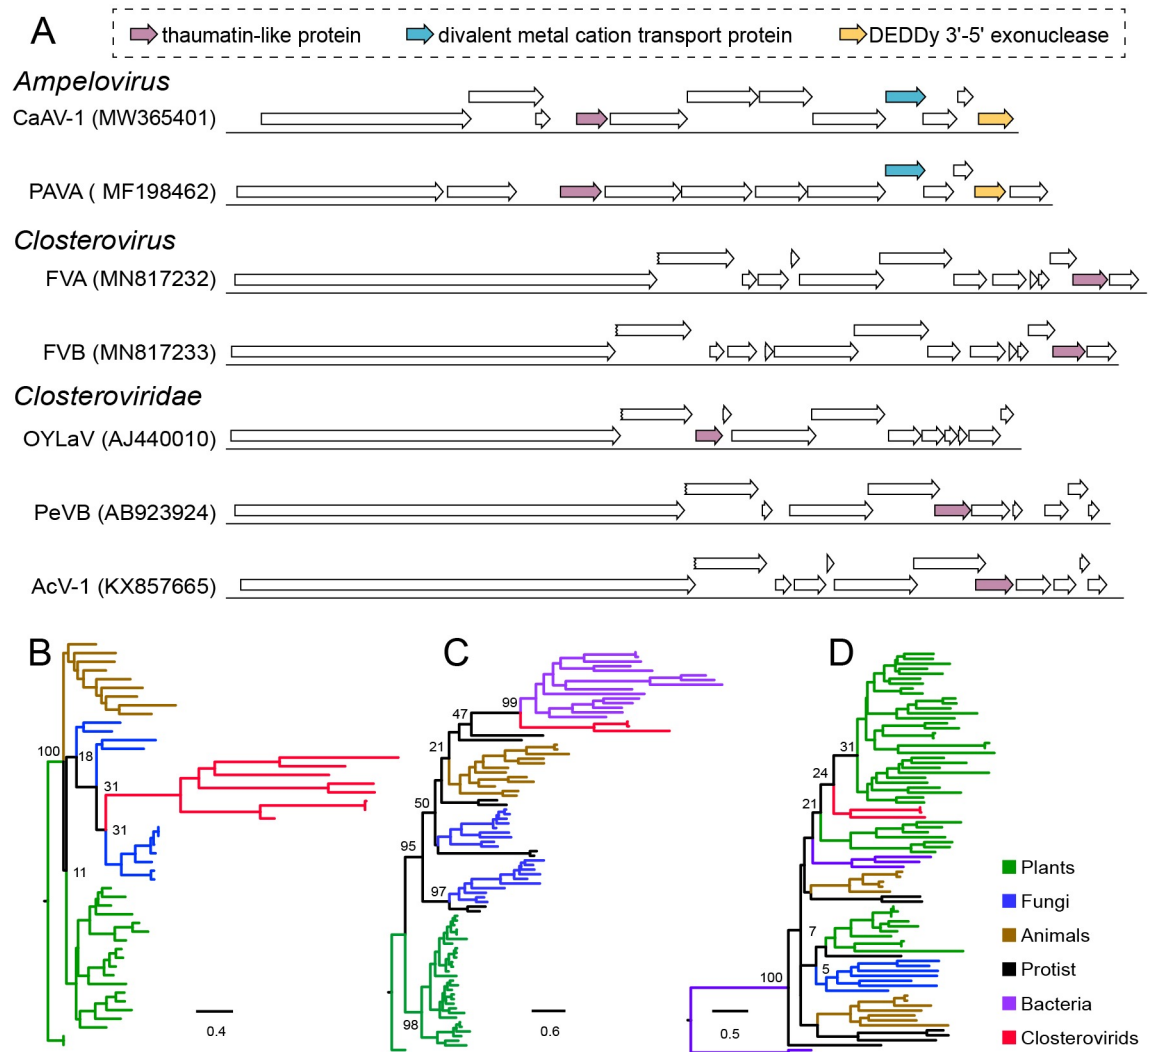 A
thaumatin-like protein
divalent metal cation transport protein
DEDDy 3'-5' exonuclease
Ampelovirus
CaAV-1 (MW365401)
PAVA ( MF198462)
Closterovirus
FVA (MN817232)
FVB (MN817233)
Closteroviridae
OYLaV (AJ440010)
PeVB (AB923924)
AcV-1 (KX857665)
B
100
18
31
31
11
0.4
C
99
47
21
50
95
97
98
0.6
D
31
24
21
7
5
100
0.5
Plants
Fungi
Animals
Protist
Bacteria
Closterovirids